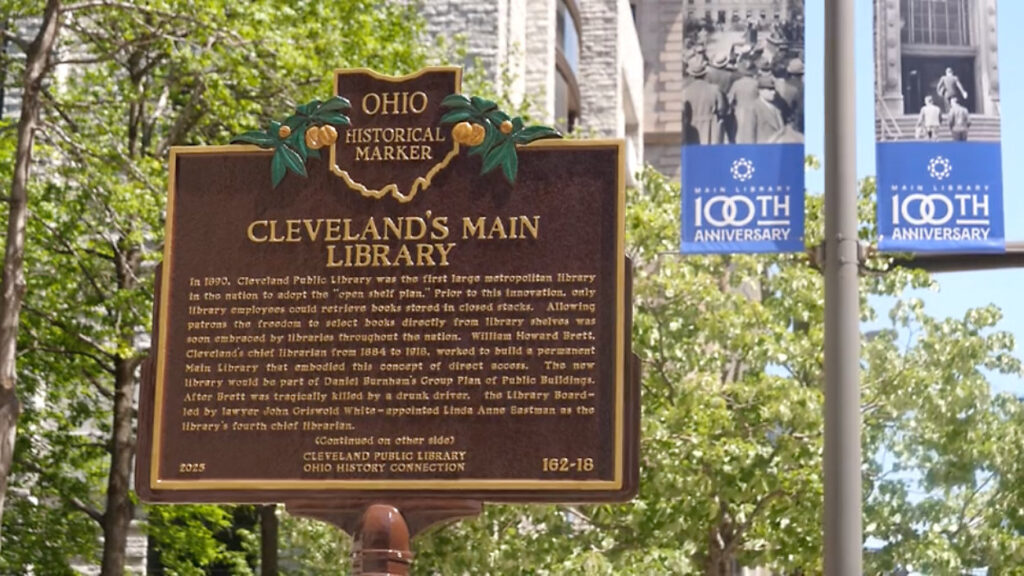 OHIO
HISTORICAL
MARKER
CLEVELAND'S MAIN
LIBRARY
In 1890, Cleveland Public Library was the first large metropolitan library
in the nation to adopt the "open shelf plan." Prior to this innovation, only
library employees could retrieve books stored in closed stacks. Allowing
patrons the freedom to select books directly from library shelves was
soon embraced by libraries throughout the nation. William Howard Brett,
Cleveland's chief librarian from 1884 to 1918, worked to build a permanent
Main Library that embodied this concept of direct access. The new
library would be part of Daniel Burnham's Group Plan of Public Buildings.
After Brett was tragically killed by a drunk driver, the Library Board—
led by lawyer John Griswold White—appointed Linda Anne Eastman as the
library's fourth chief librarian.
(Continued on other side)
CLEVELAND PUBLIC LIBRARY
OHIO HISTORY CONNECTION
2025
162-18
MAIN LIBRARY
100TH
ANNIVERSARY
MAIN LIBRARY
100TH
ANNIVERSARY